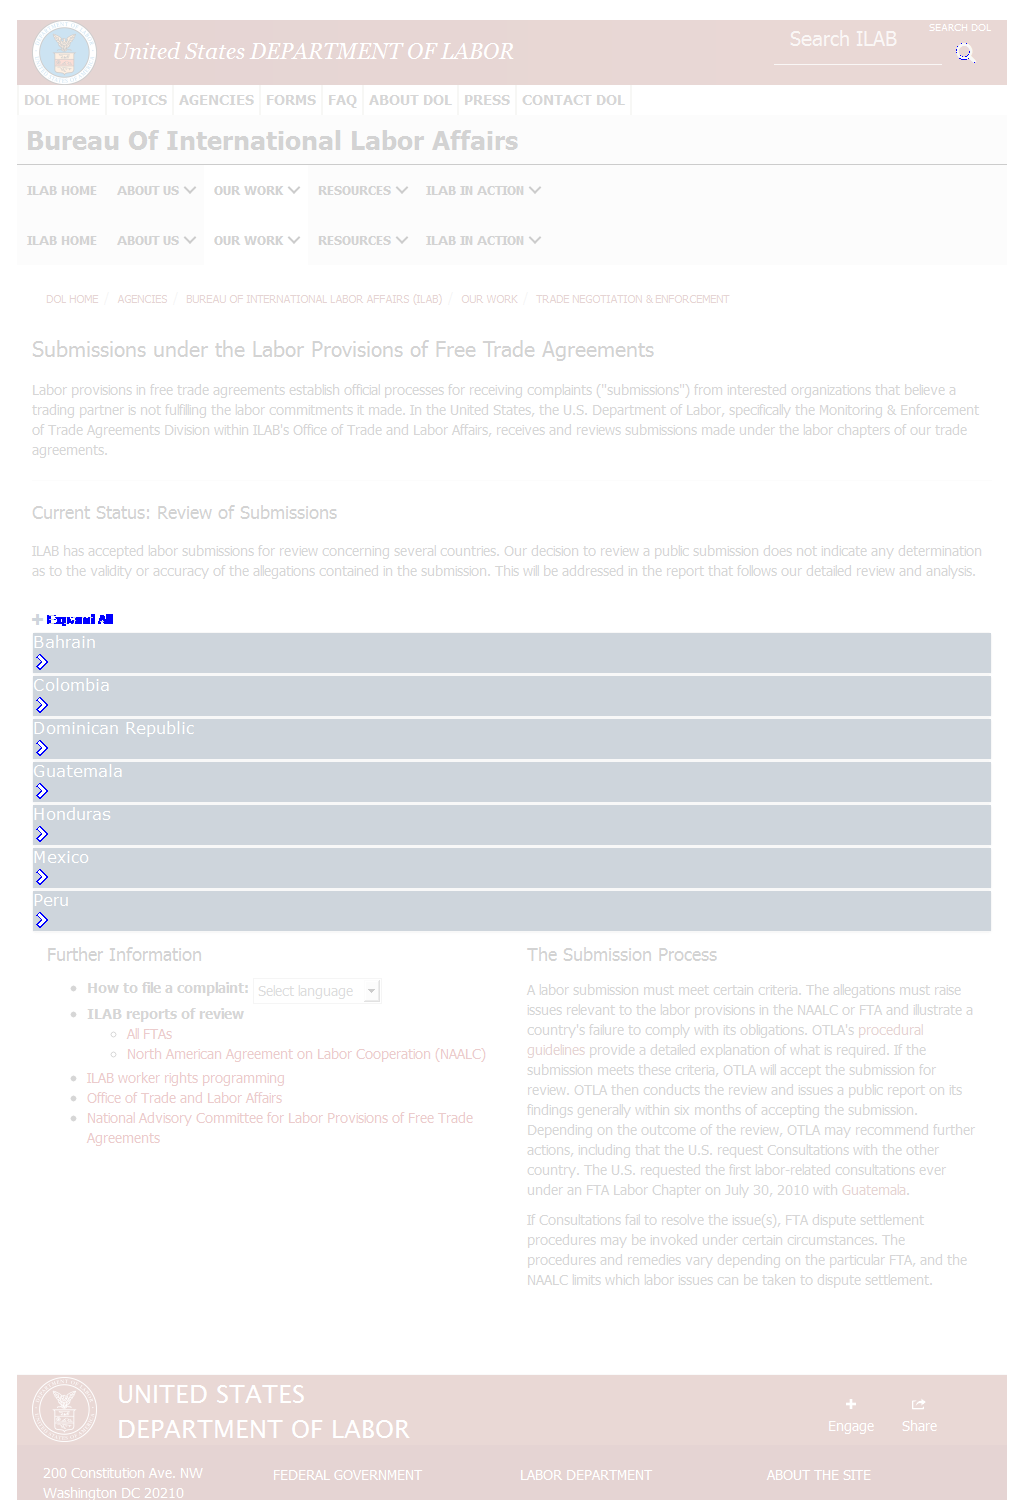 United States DEPARTMENT OF LABOR
Search ILAB
SEARCH DOL
DOL HOME TOPICS AGENCIES FORMS FAQ ABOUT DOL PRESS CONTACT DOL
Bureau Of International Labor Affairs
ILAB HOME ABOUT US OUR WORK RESOURCES ILAB IN ACTION
ILAB HOME ABOUT US OUR WORK RESOURCES ILAB IN ACTION
DOL HOME / AGENCIES / BUREAU OF INTERNATIONAL LABOR AFFAIRS (ILAB) / OUR WORK / TRADE NEGOTIATION & ENFORCEMENT
Submissions under the Labor Provisions of Free Trade Agreements
Labor provisions in free trade agreements establish official processes for receiving complaints ("submissions") from interested organizations that believe a
trading partner is not fulfilling the labor commitments it made. In the United States, the U.S. Department of Labor, specifically the Monitoring & Enforcement
of Trade Agreements Division within ILAB's Office of Trade and Labor Affairs, receives and reviews submissions made under the labor chapters of our trade
agreements.
Current Status: Review of Submissions
ILAB has accepted labor submissions for review concerning several countries. Our decision to review a public submission does not indicate any determination
as to the validity or accuracy of the allegations contained in the submission. This will be addressed in the report that follows our detailed review and analysis.
Expand All
Bahrain
Colombia
Dominican Republic
Guatemala
Honduras
Mexico
Peru
Further Information
How to file a complaint: Select language
ILAB reports of review
All FTAs
North American Agreement on Labor Cooperation (NAALC)
ILAB worker rights programming
Office of Trade and Labor Affairs
National Advisory Committee for Labor Provisions of Free Trade
Agreements
The Submission Process
A labor submission must meet certain criteria. The allegations must raise
issues relevant to the labor provisions in the NAALC or FTA and illustrate a
country's failure to comply with its obligations. OTLA's procedural
guidelines provide a detailed explanation of what is required. If the
submission meets these criteria, OTLA will accept the submission for
review. OTLA then conducts the review and issues a public report on its
findings generally within six months of accepting the submission.
Depending on the outcome of the review, OTLA may recommend further
actions, including that the U.S. request Consultations with the other
country. The U.S. requested the first labor-related consultations ever
under an FTA Labor Chapter on July 30, 2010 with Guatemala.
If Consultations fail to resolve the issue(s), FTA dispute settlement
procedures may be invoked under certain circumstances. The
procedures and remedies vary depending on the particular FTA, and the
NAALC limits which labor issues can be taken to dispute settlement.
UNITED STATES
DEPARTMENT OF LABOR
Engage Share
200 Constitution Ave. NW
Washington DC 20210
FEDERAL GOVERNMENT
LABOR DEPARTMENT
ABOUT THE SITE